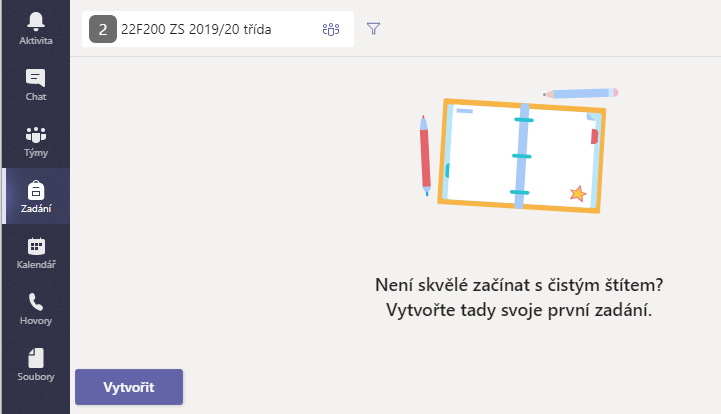 Aktivita
Chat
Týmy
Zadání
Kalendář
Hovory
Soubory
2 22F200 ZS 2019/20 třída
Není skvělé začínat s čistým štítem?
Vytvořte tady svoje první zadání.
Vytvořit